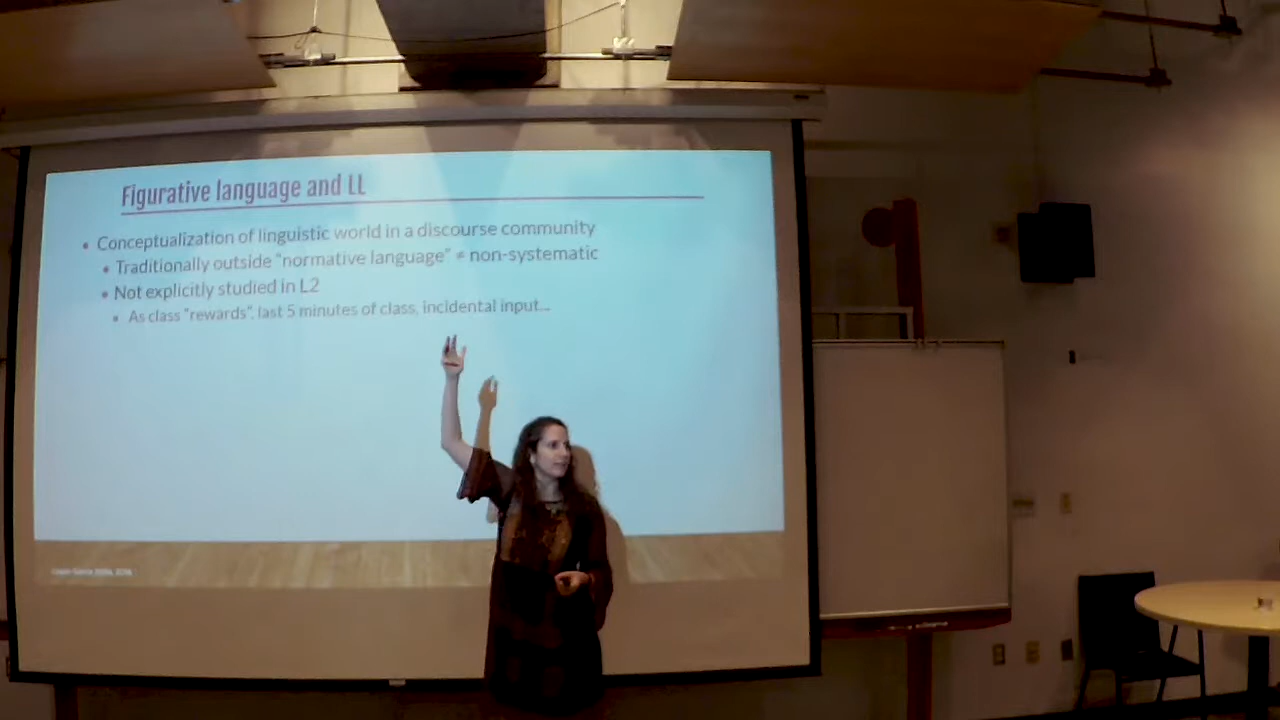 Figurative language and LL
• Conceptualization of linguistic world in a discourse community
• Traditionally outside "normative language" ≠ non-systematic
• Not explicitly studied in L2
• As class "rewards", last 5 minutes of class, incidental input...